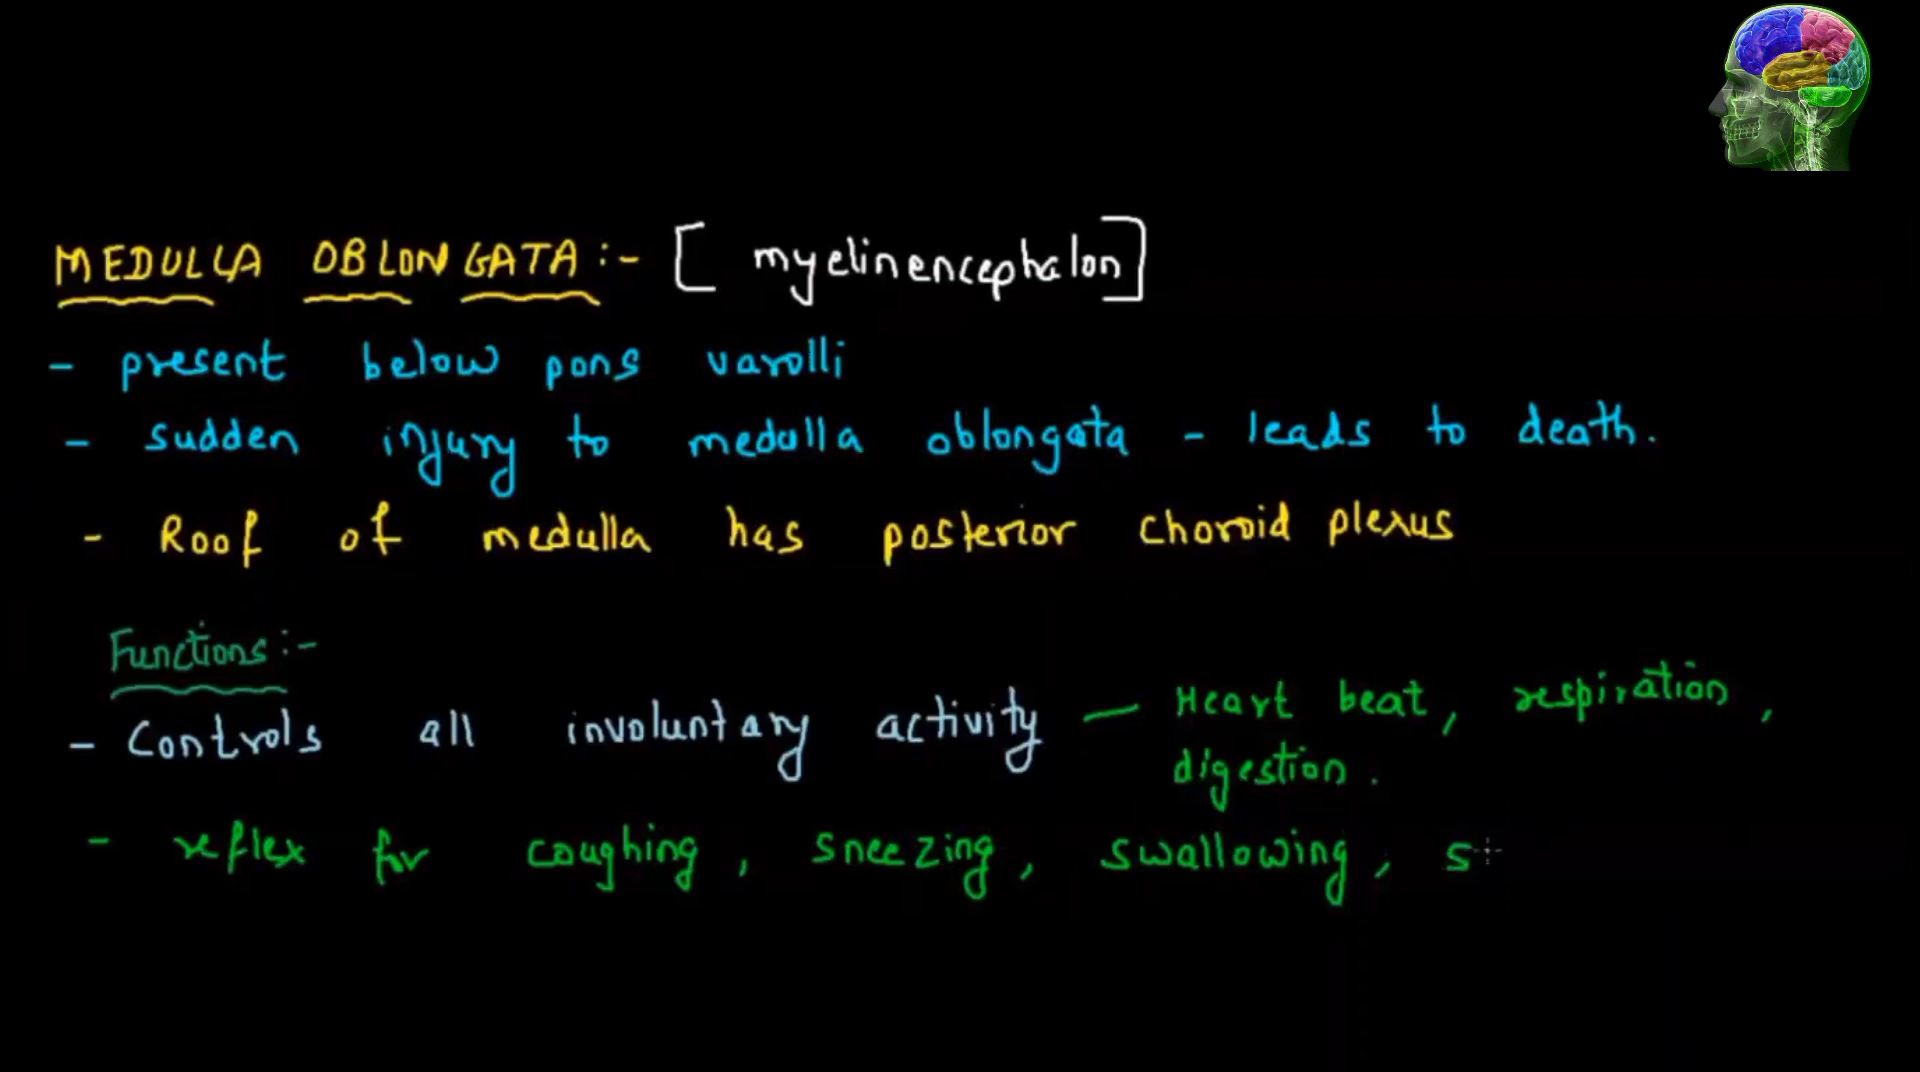 MEDULLA OBLONGATA :- [ myelinencephalon]
- present below pons varolli
- sudden injury to medulla oblongata - leads to death.
- Roof of medulla has posterior choroid plexus
Functions :-
- Controls all involuntary activity — Heart beat, respiration,
digestion.
- reflex for coughing, sneezing, swallowing, s